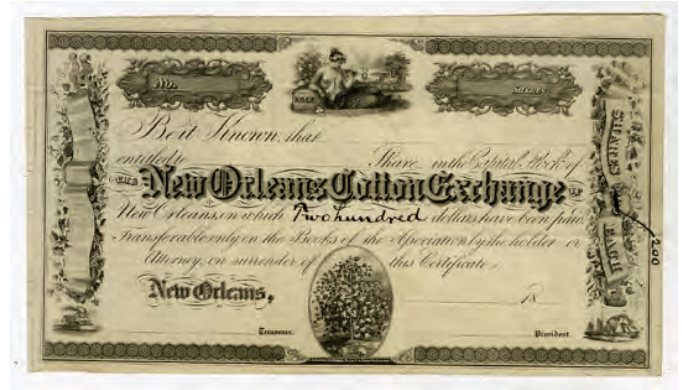 No.
SHARES
N.O.C.E.
Be it Known, that
entitled to Share in the Capital Stock of
THE New Orleans Cotton Exchange OF
New Orleans, on which Two hundred dollars have been paid
Transferable only on the Books of the Association by the holder or
Attorney, on surrender of this Certificate.
New Orleans, 18
Treasurer. President.
SHARES
EACH
200